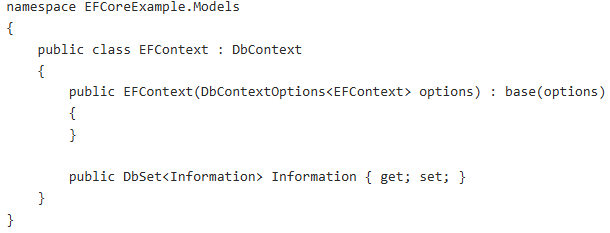 namespace EFCoreExample.Models
{
    public class EFContext : DbContext
    {
        public EFContext(DbContextOptions<EFContext> options) : base(options)
        {
        }

        public DbSet<Information> Information { get; set; }
    }
}